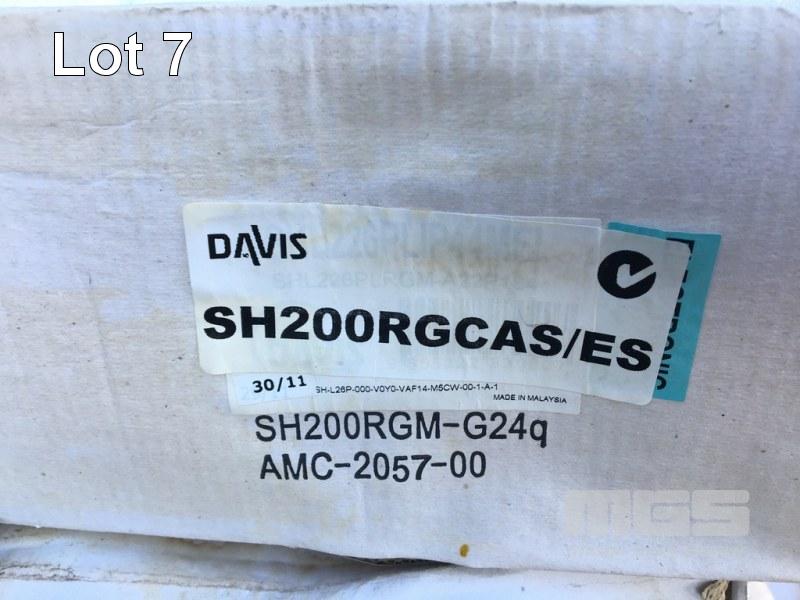 Lot 7
DAVIS
SH200RGCAS/ES
30/11 SH-L26P-000-V0Y0-VAF14-M5CW-00-1-A-1
MADE IN MALAYSIA
SH200RGM-G24q
AMC-2057-00
MGS